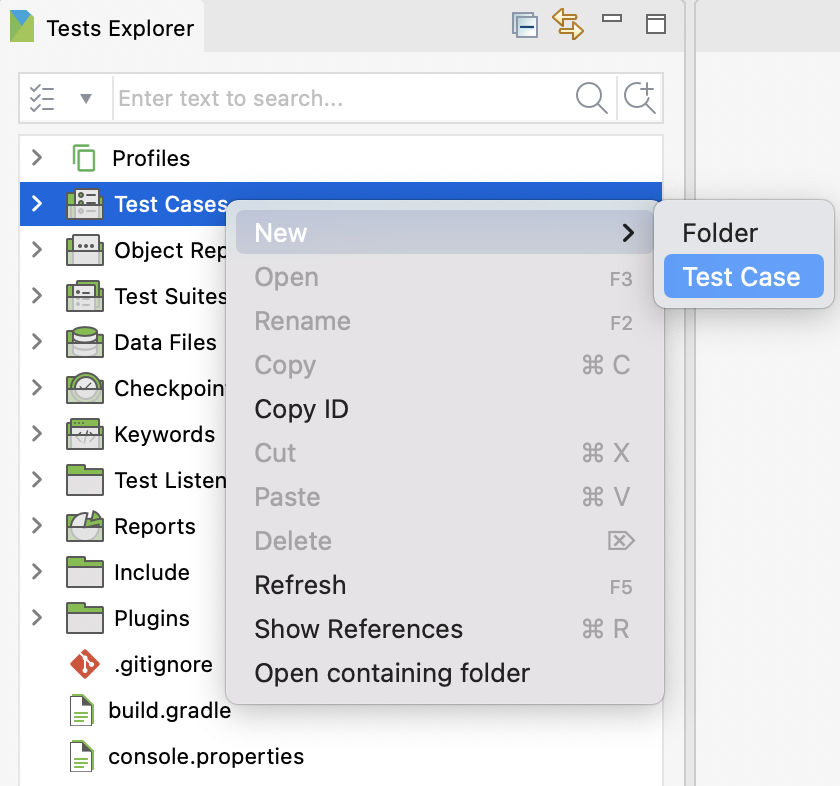 Tests Explorer
Enter text to search...
Profiles
Test Cases
Object Rep
Test Suites
Data Files
Checkpoin
Keywords
Test Listen
Reports
Include
Plugins
.gitignore
build.gradle
console.properties
New
Open F3
Rename F2
Copy ⌘ C
Copy ID
Cut ⌘ X
Paste ⌘ V
Delete ⌦
Refresh F5
Show References ⌘ R
Open containing folder
Folder
Test Case